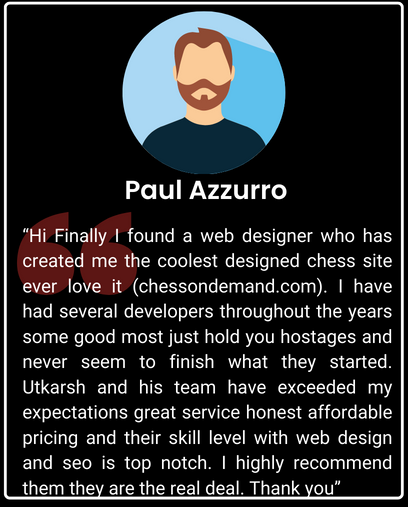 Paul Azzurro
“Hi Finally I found a web designer who has
created me the coolest designed chess site
ever love it (chessondemand.com). I have
had several developers throughout the years
some good most just hold you hostages and
never seem to finish what they started.
Utkarsh and his team have exceeded my
expectations great service honest affordable
pricing and their skill level with web design
and seo is top notch. I highly recommend
them they are the real deal. Thank you”